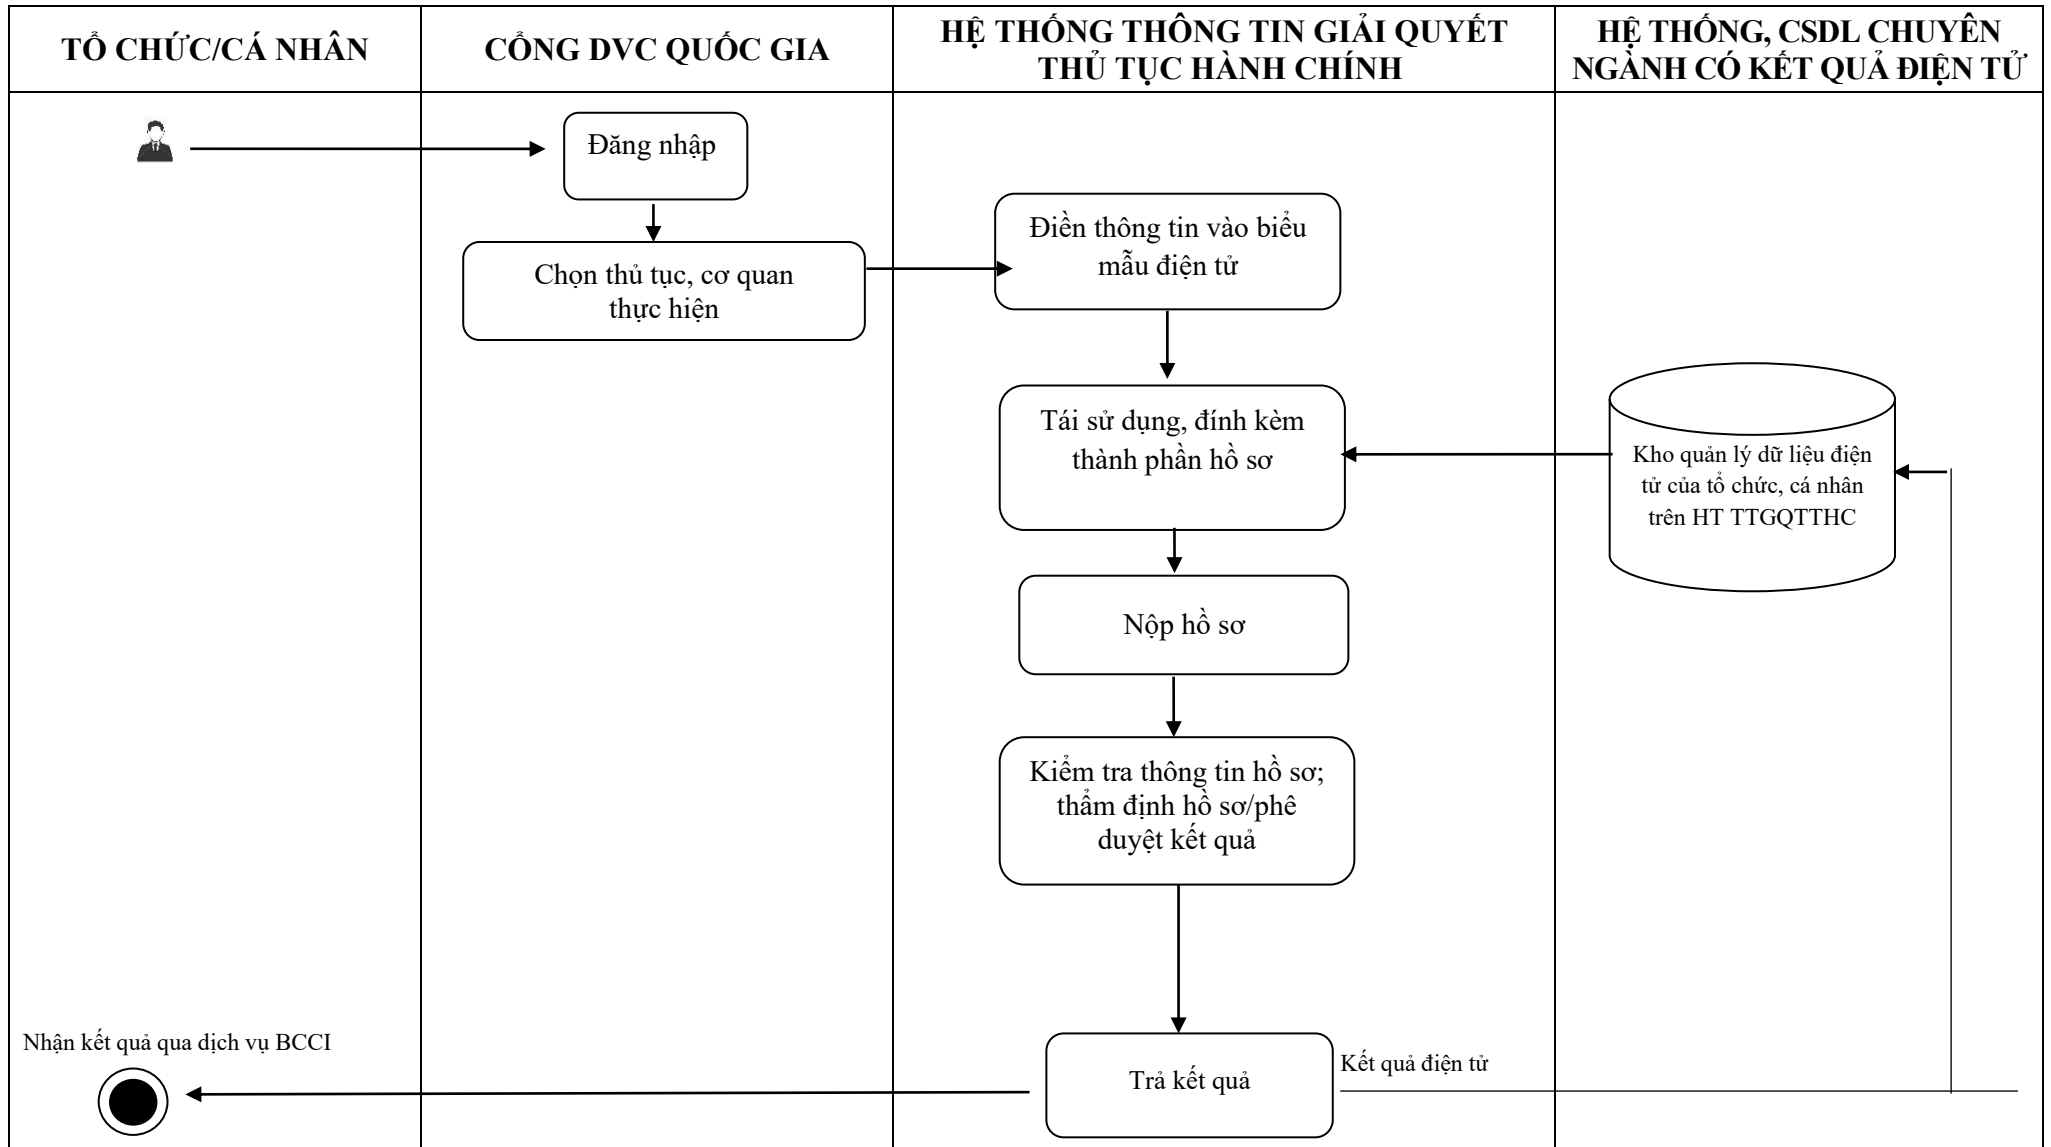 TỔ CHỨC/CÁ NHÂN
CỔNG DVC QUỐC GIA
HỆ THỐNG THÔNG TIN GIẢI QUYẾT
THỦ TỤC HÀNH CHÍNH
HỆ THỐNG, CSDL CHUYÊN
NGÀNH CÓ KẾT QUẢ ĐIỆN TỬ
Đăng nhập
Chọn thủ tục, cơ quan
thực hiện
Điền thông tin vào biểu
mẫu điện tử
Tái sử dụng, đính kèm
thành phần hồ sơ
Kho quản lý dữ liệu điện
tử của tổ chức, cá nhân
trên HT TTGQTTHC
Nộp hồ sơ
Kiểm tra thông tin hồ sơ;
thẩm định hồ sơ/phê
duyệt kết quả
Nhận kết quả qua dịch vụ BCCI
Trả kết quả
Kết quả điện tử